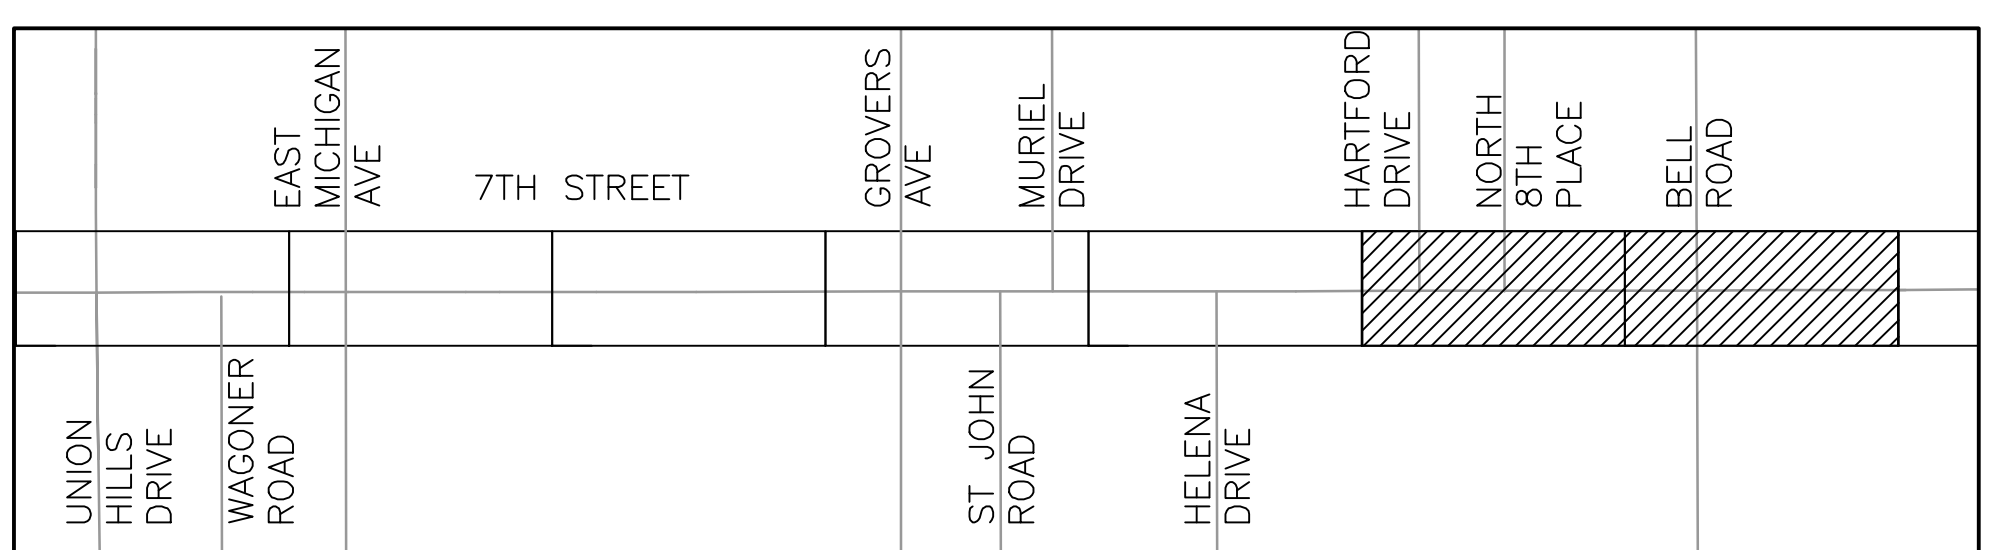 EAST
MICHIGAN
AVE
7TH STREET
GROVERS
AVE
MURIEL
DRIVE
HARTFORD
DRIVE
NORTH
8TH
PLACE
BELL
ROAD
UNION
HILLS
DRIVE
WAGONER
ROAD
ST JOHN
ROAD
HELENA
DRIVE